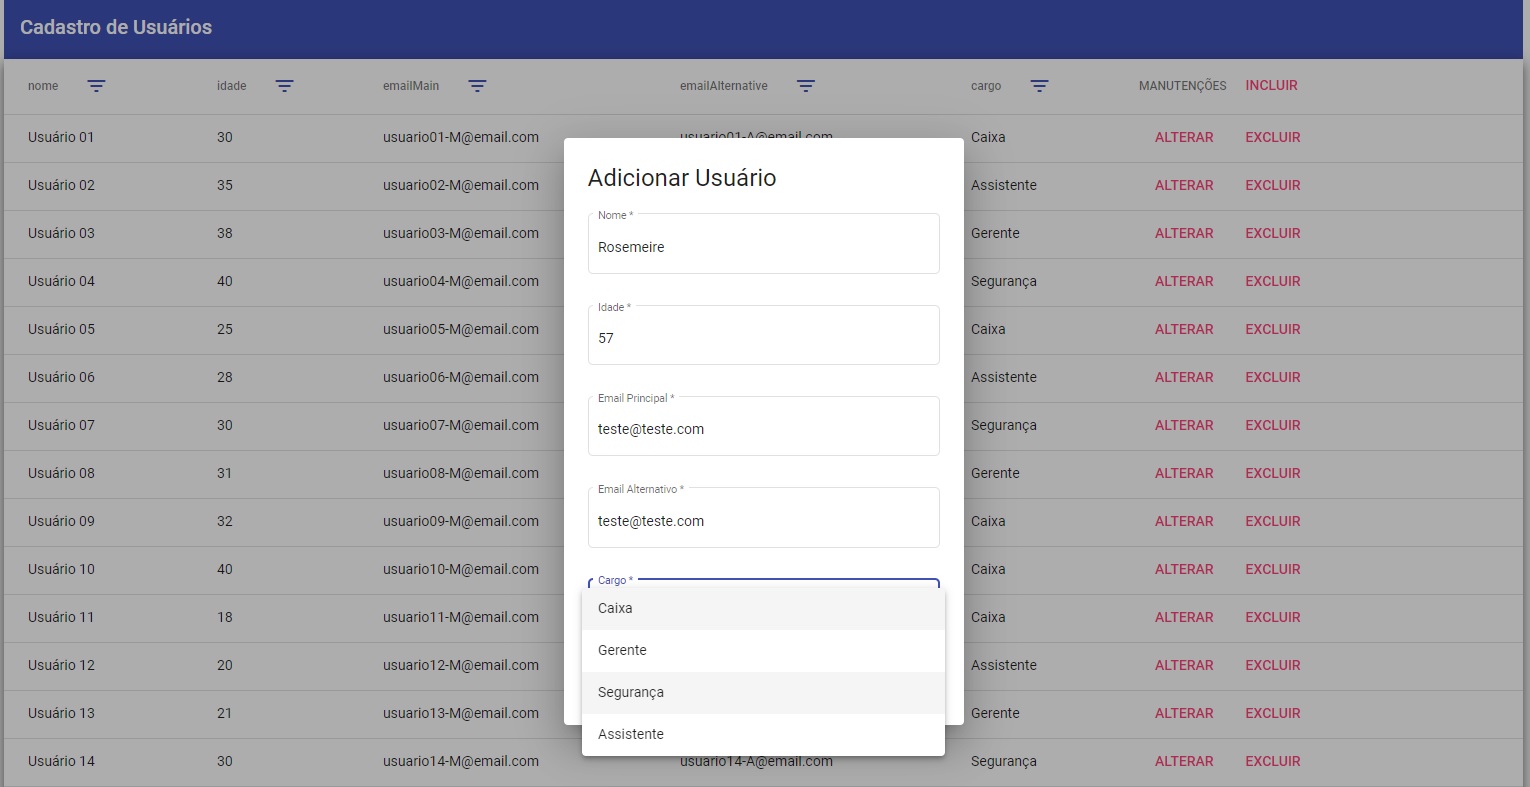 Cadastro de Usuários
nome idade emailMain emailAlternative cargo MANUTENÇÕES INCLUIR
Usuário 01 30 usuario01-M@email.com usuario01-A@email.com Caixa ALTERAR EXCLUIR
Usuário 02 35 usuario02-M@email.com Assistente ALTERAR EXCLUIR
Usuário 03 38 usuario03-M@email.com Gerente ALTERAR EXCLUIR
Usuário 04 40 usuario04-M@email.com Segurança ALTERAR EXCLUIR
Usuário 05 25 usuario05-M@email.com Caixa ALTERAR EXCLUIR
Usuário 06 28 usuario06-M@email.com Assistente ALTERAR EXCLUIR
Usuário 07 30 usuario07-M@email.com Segurança ALTERAR EXCLUIR
Usuário 08 31 usuario08-M@email.com Gerente ALTERAR EXCLUIR
Usuário 09 32 usuario09-M@email.com Caixa ALTERAR EXCLUIR
Usuário 10 40 usuario10-M@email.com Caixa ALTERAR EXCLUIR
Usuário 11 18 usuario11-M@email.com Caixa ALTERAR EXCLUIR
Usuário 12 20 usuario12-M@email.com Assistente ALTERAR EXCLUIR
Usuário 13 21 usuario13-M@email.com Gerente ALTERAR EXCLUIR
Usuário 14 30 usuario14-M@email.com usuario14-A@email.com Segurança ALTERAR EXCLUIR
Adicionar Usuário
Nome *
Rosemeire
Idade *
57
Email Principal *
teste@teste.com
Email Alternativo *
teste@teste.com
Cargo *
Caixa
Gerente
Segurança
Assistente